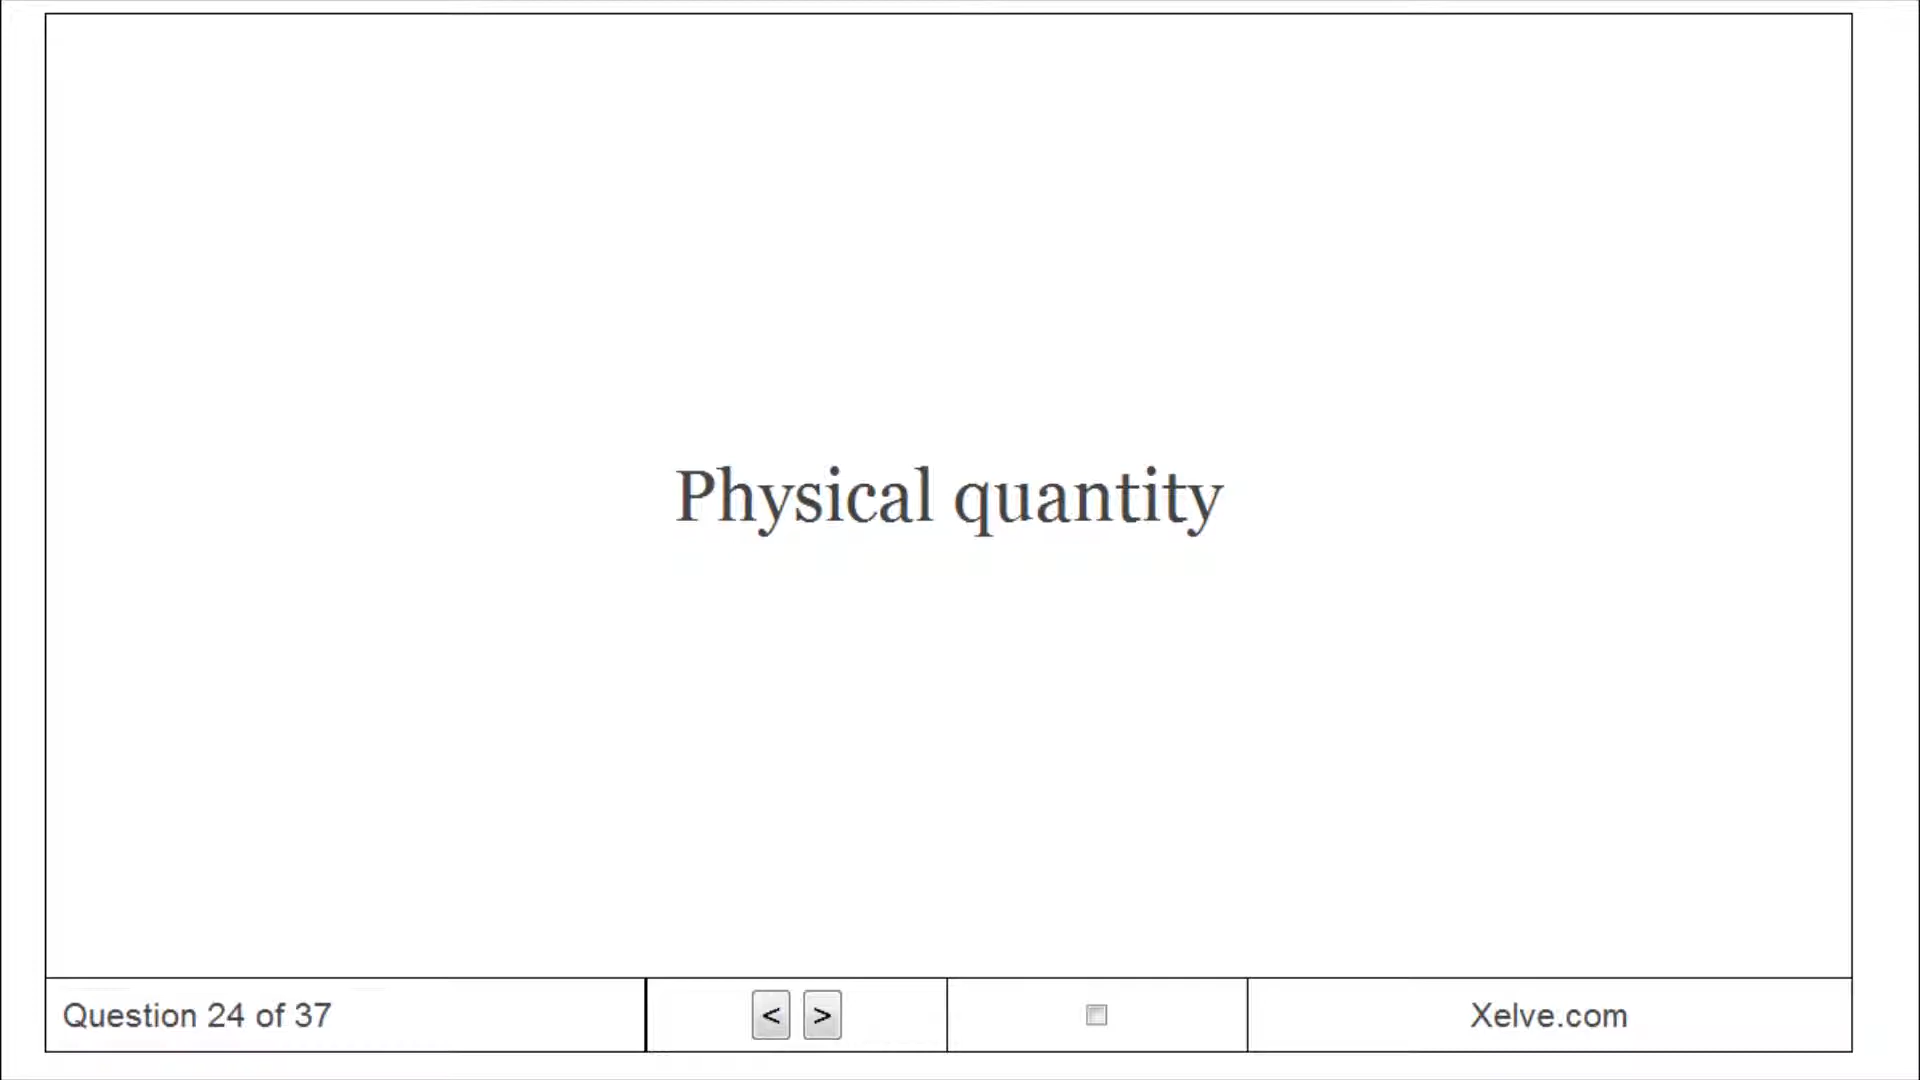 Physical quantity
Question 24 of 37
< >
Xelve.com